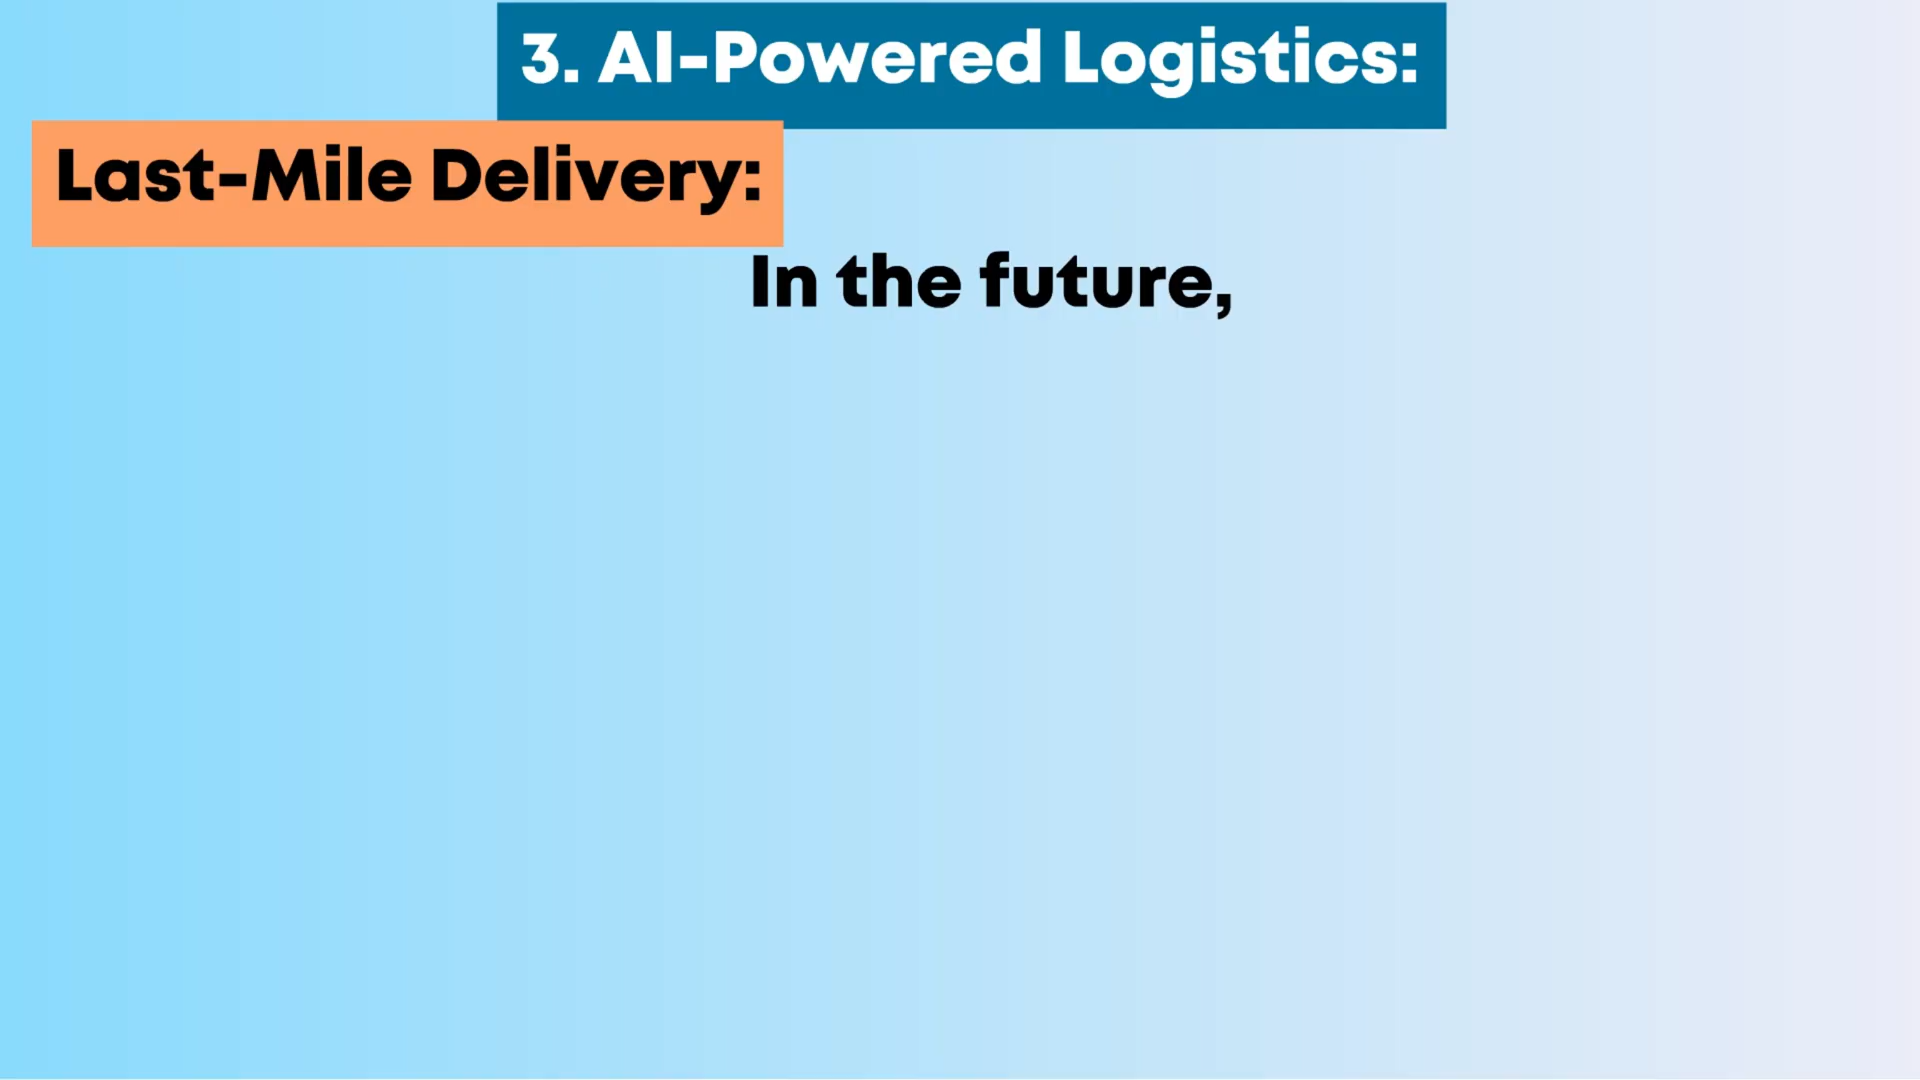 3. AI-Powered Logistics:
Last-Mile Delivery:
In the future,